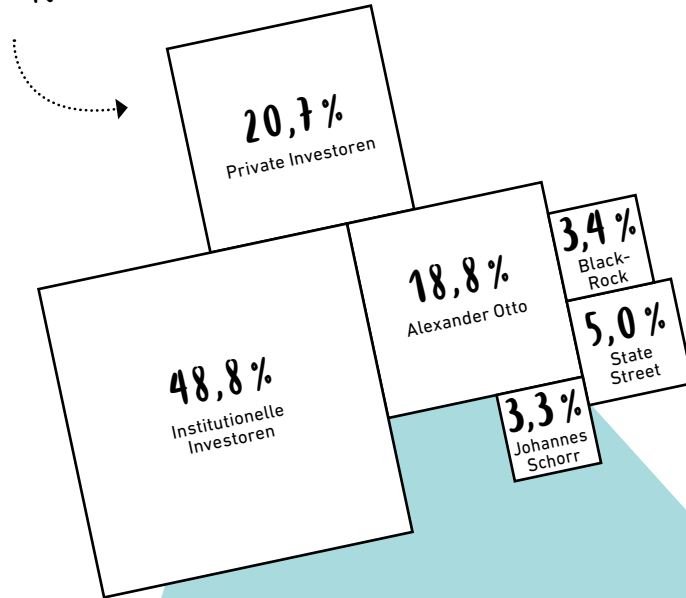 20,7 %
Private Investoren
18,8 %
Alexander Otto
3,4 %
Black-
Rock
5,0 %
State
Street
48,8 %
Institutionelle
Investoren
3,3 %
Johannes
Schorr